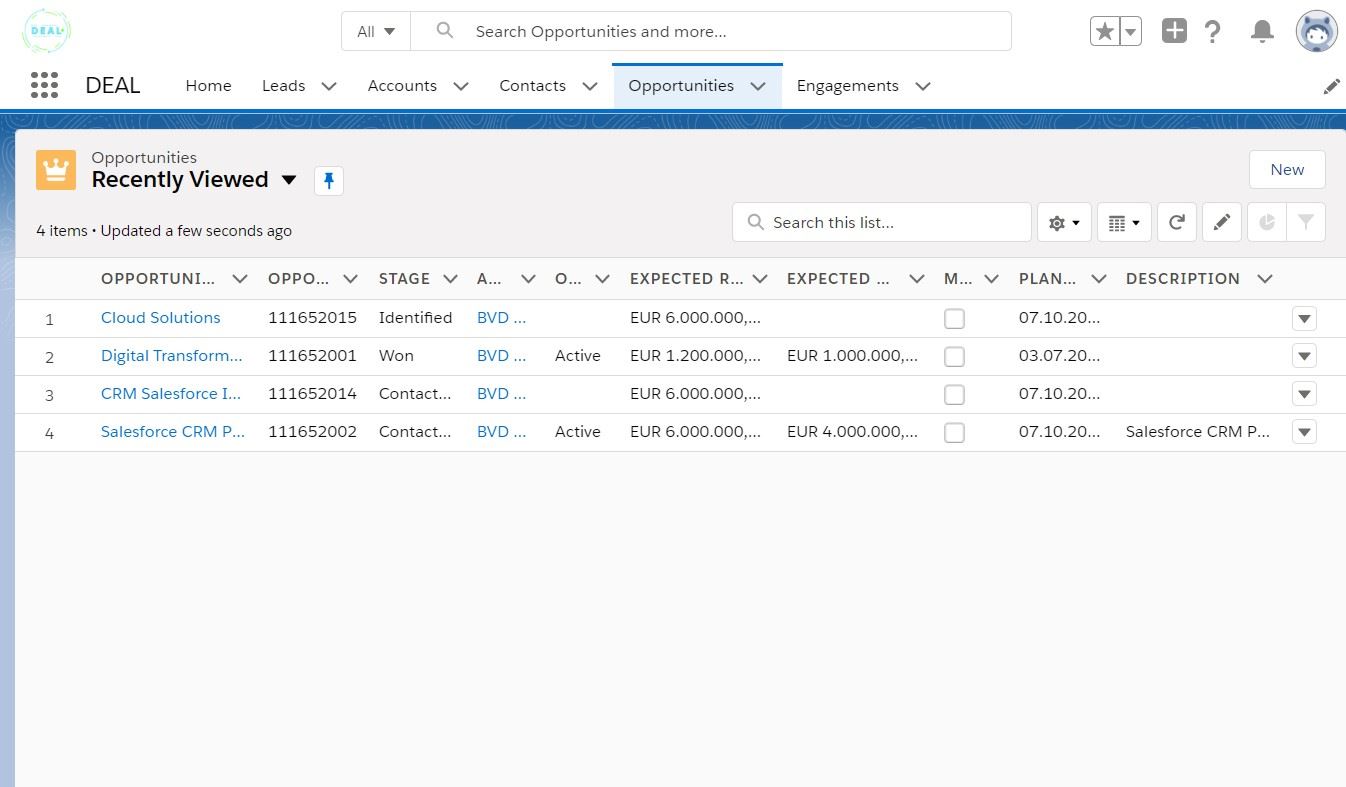 DEAL
All
Search Opportunities and more...
DEAL
Home
Leads
Accounts
Contacts
Opportunities
Engagements
Opportunities
Recently Viewed
New
4 items • Updated a few seconds ago
Search this list...
OPPORTUNI... OPPO... STAGE A... O... EXPECTED R... EXPECTED ... M... PLAN... DESCRIPTION
1 Cloud Solutions 111652015 Identified BVD ... EUR 6.000.000,... 07.10.20...
2 Digital Transform... 111652001 Won BVD ... Active EUR 1.200.000,... EUR 1.000.000,... 03.07.20...
3 CRM Salesforce I... 111652014 Contact... BVD ... EUR 6.000.000,... 07.10.20...
4 Salesforce CRM P... 111652002 Contact... BVD ... Active EUR 6.000.000,... EUR 4.000.000,... 07.10.20... Salesforce CRM P...